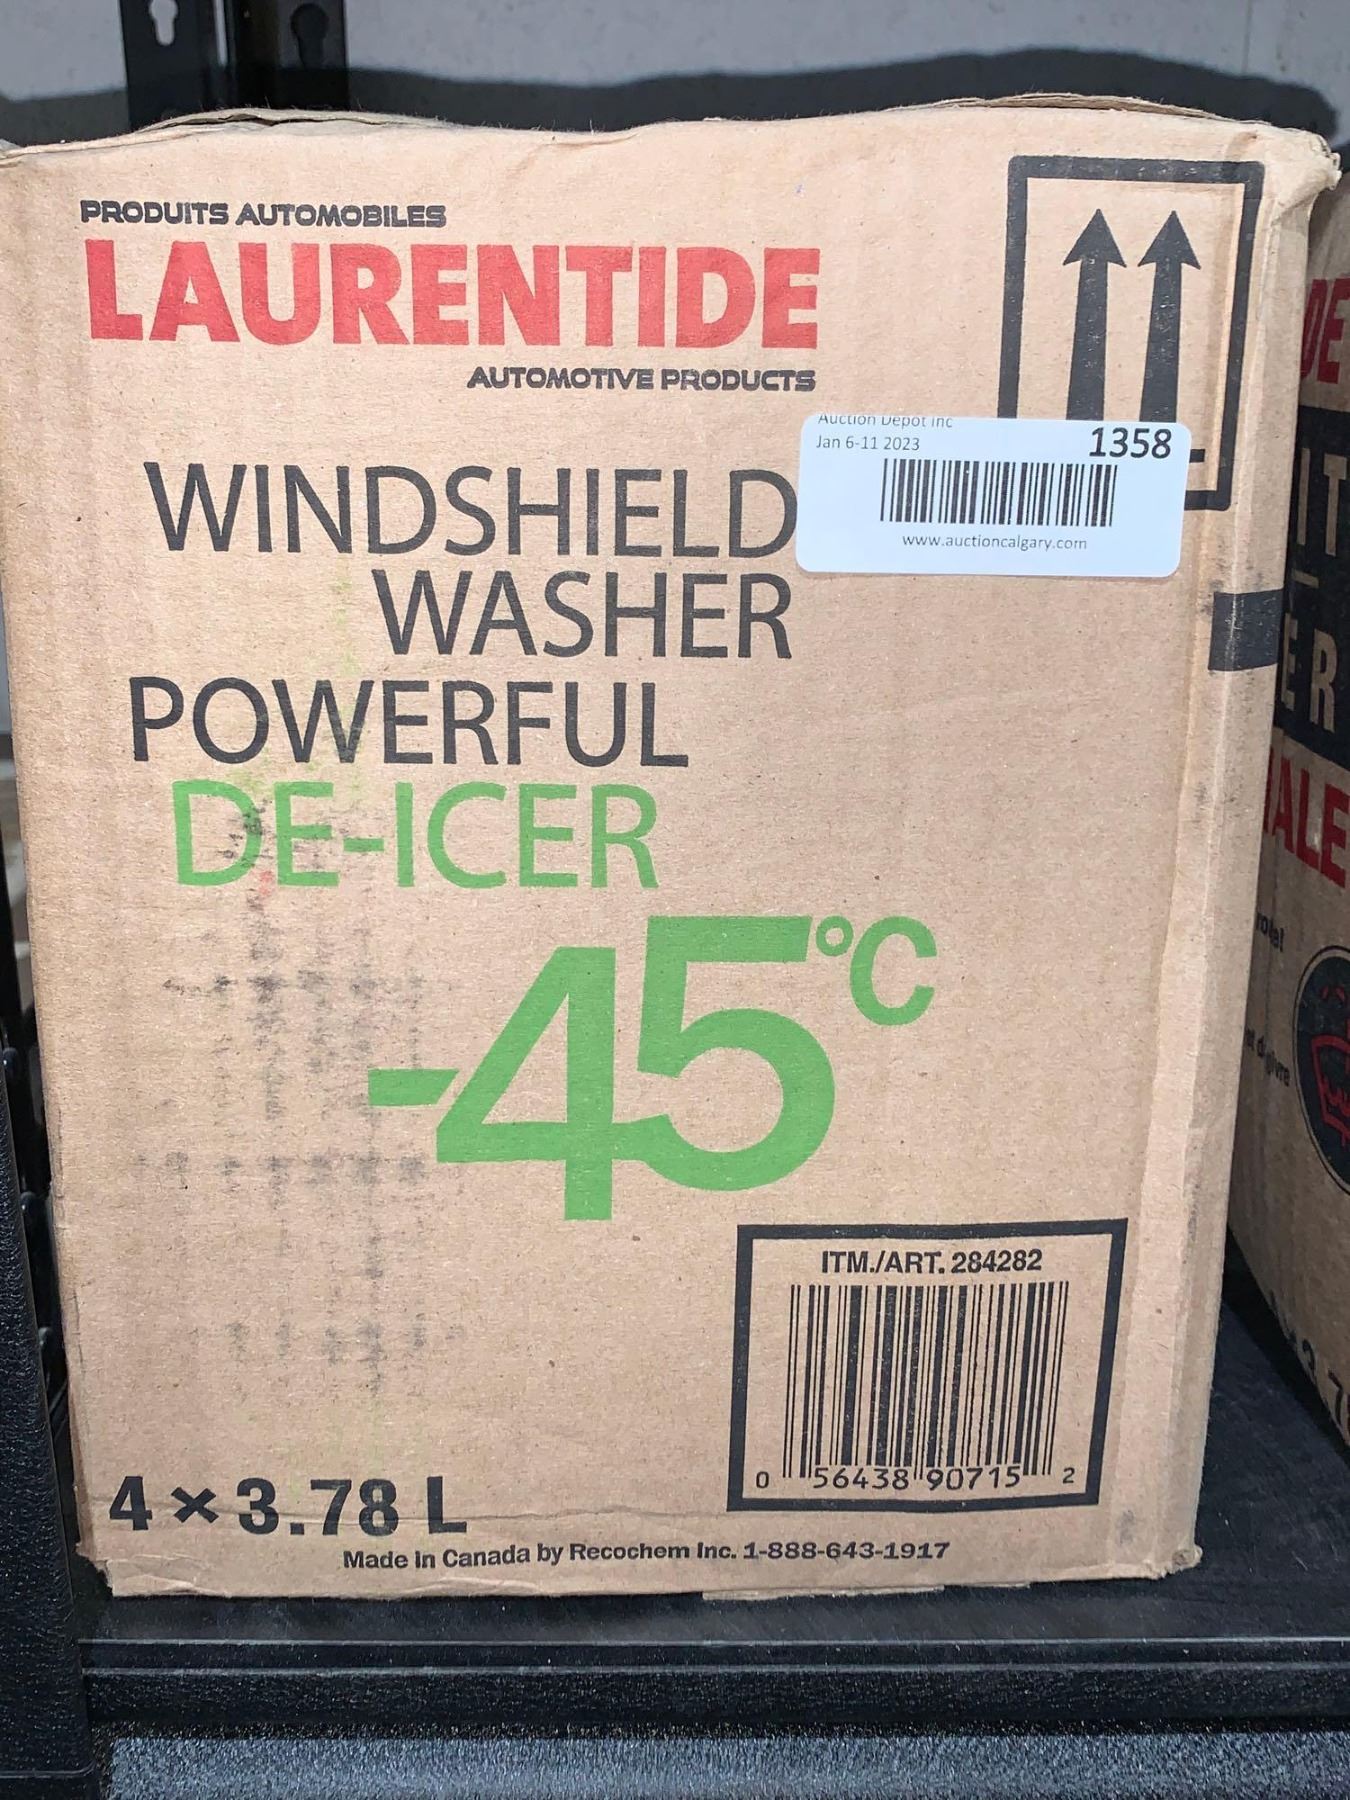 PRODUITS AUTOMOBILES
LAURENTIDE
AUTOMOTIVE PRODUCTS
Auction Depot Inc
Jan 6-11 2023
1358
www.auctioncalgary.com
WINDSHIELD
WASHER
POWERFUL
DE-ICER
-45°C
ITM./ART. 284282
0 56438 90715 2
4 × 3.78 L
Made in Canada by Recochem Inc. 1-888-643-1917